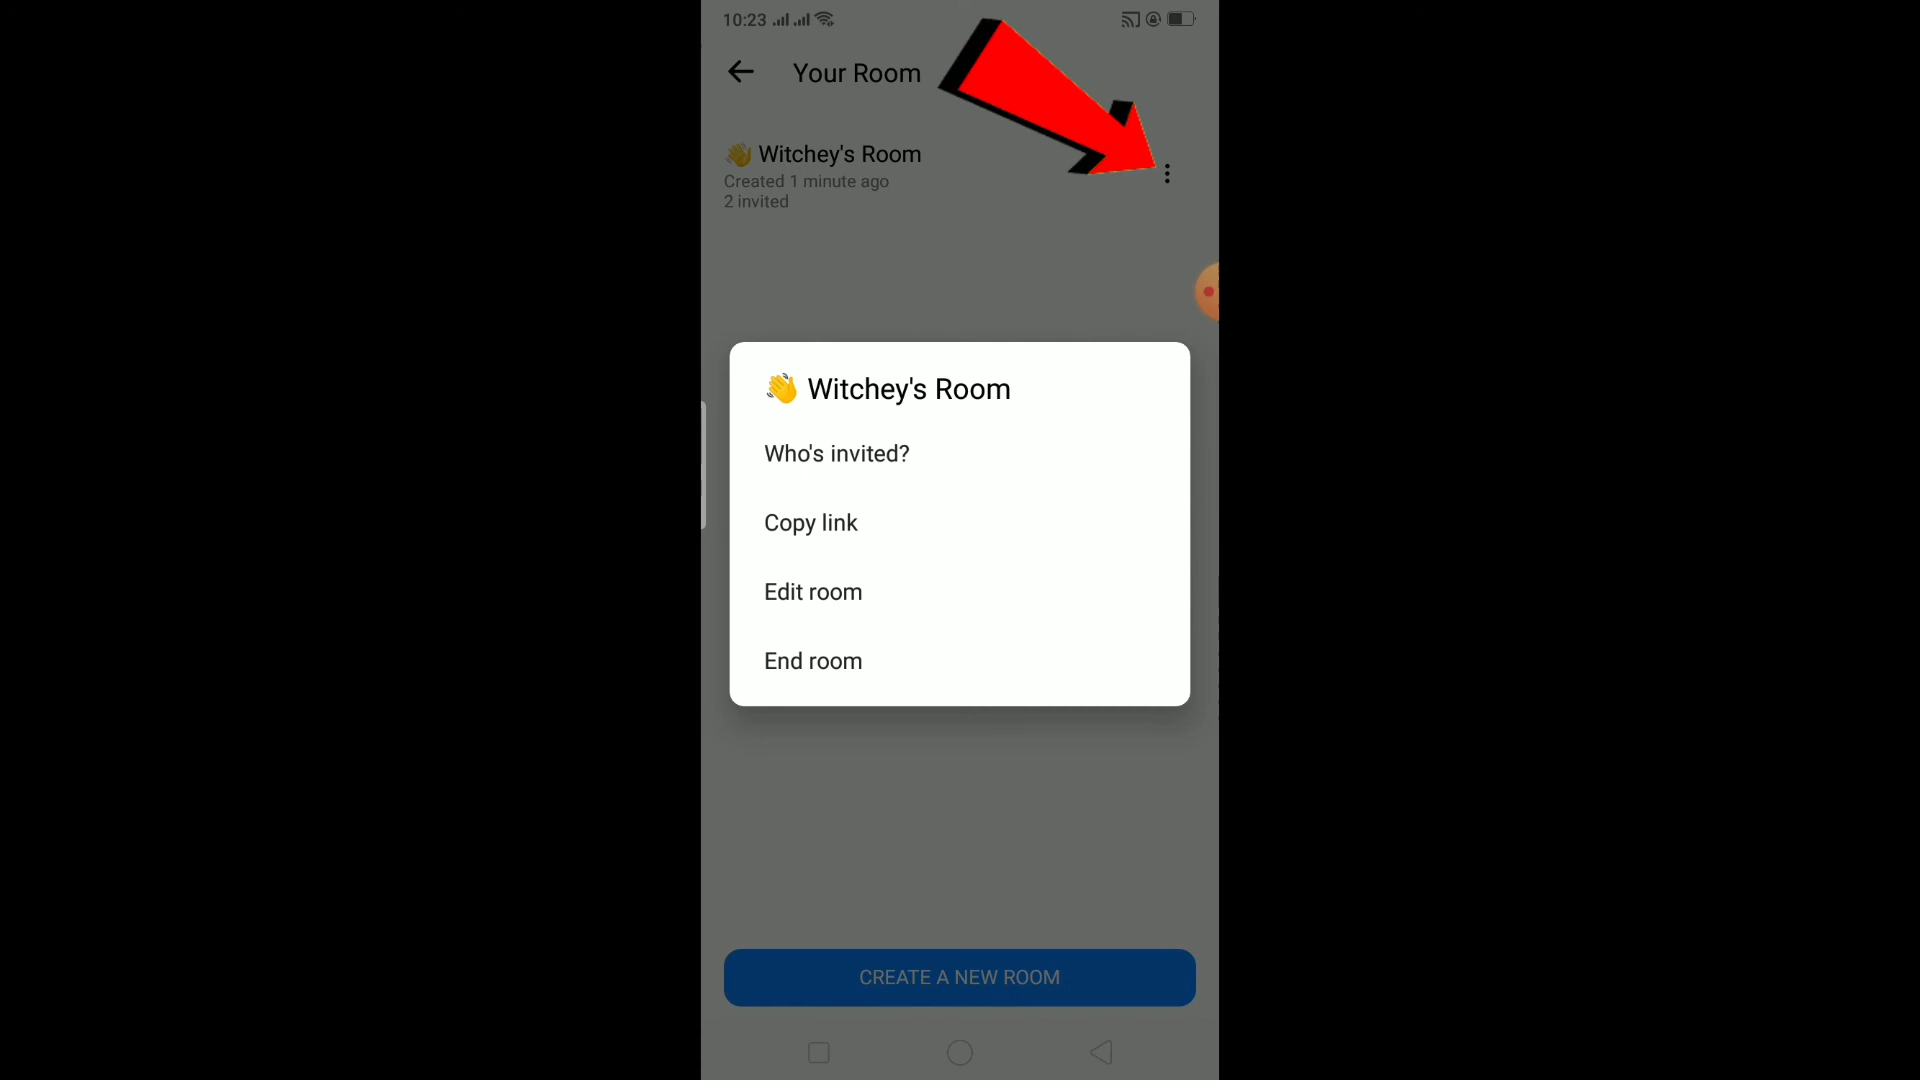 10:23
Your Room
👋 Witchey's Room
Created 1 minute ago
2 invited
👋 Witchey's Room
Who's invited?
Copy link
Edit room
End room
CREATE A NEW ROOM